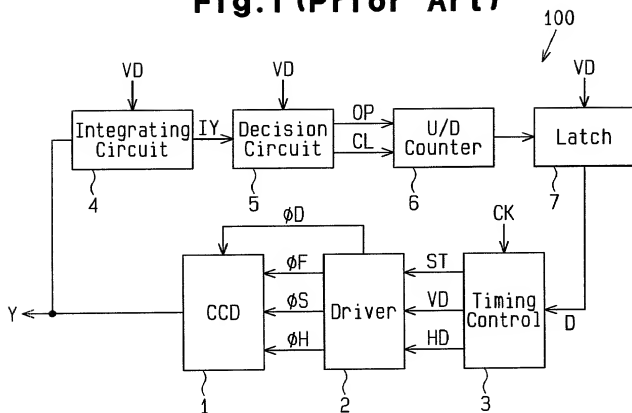 Fig.1 (Prior Art)
100
VD
VD
VD
Integrating
Circuit
IY
Decision
Circuit
OP
CL
U/D
Counter
Latch
4
5
6
7
φD
CK
CCD
φF
φS
φH
Driver
ST
VD
HD
Timing
Control
D
Y
1
2
3